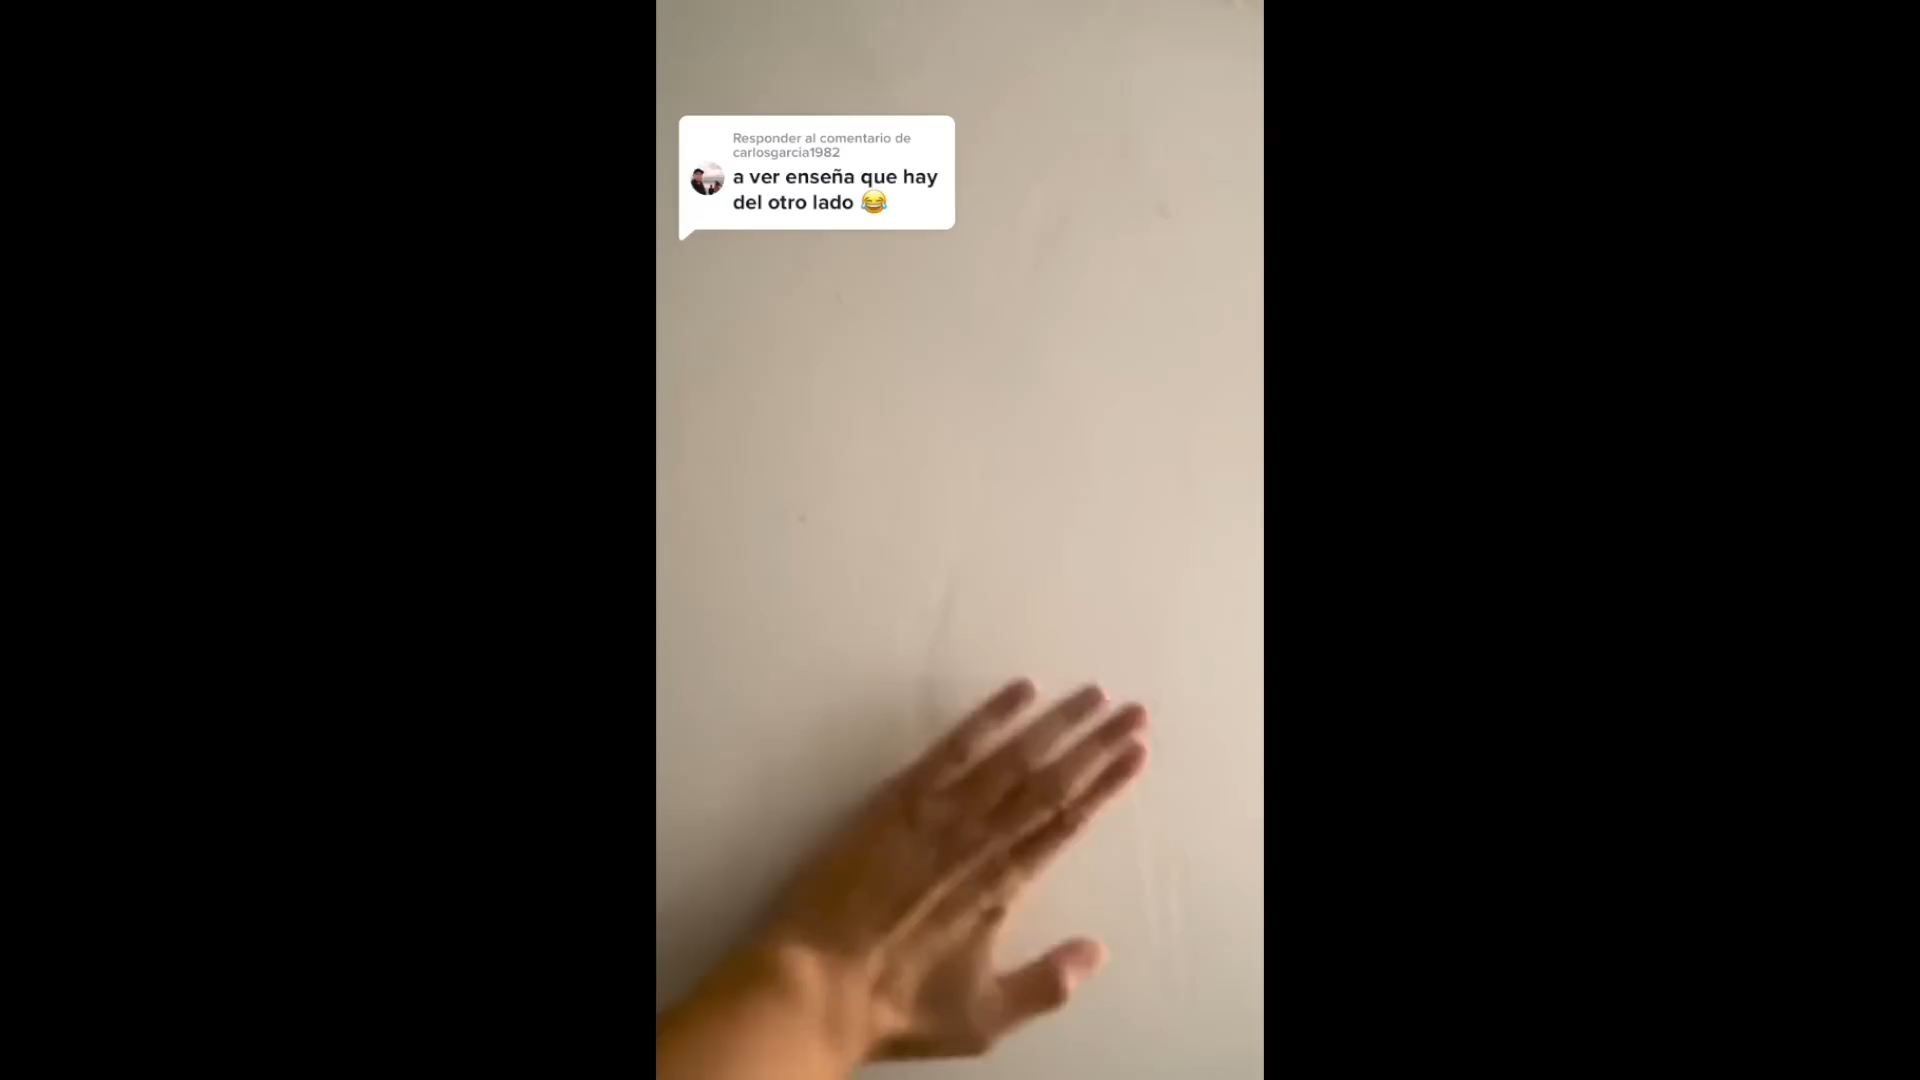 Responder al comentario de
carlosgarcia1982
a ver enseña que hay
del otro lado 😂